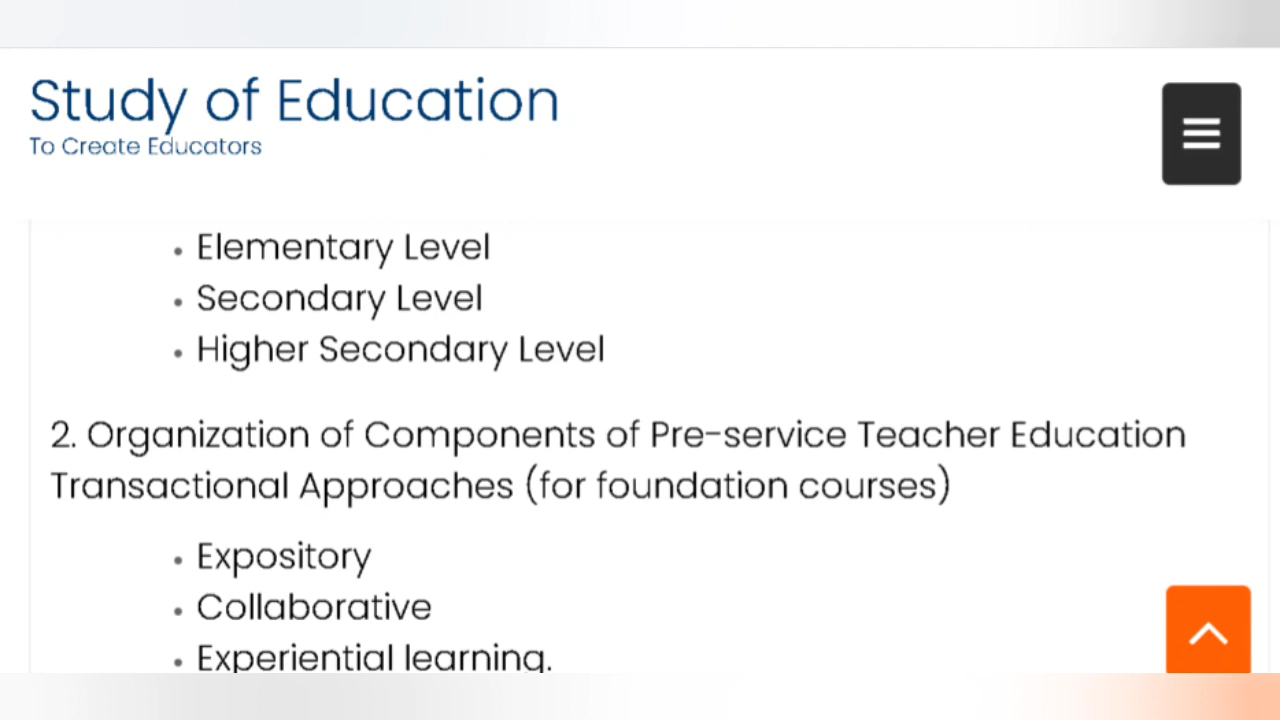 Study of Education
To Create Educators
• Elementary Level
• Secondary Level
• Higher Secondary Level
2. Organization of Components of Pre-service Teacher Education
Transactional Approaches (for foundation courses)
• Expository
• Collaborative
• Experiential learning.